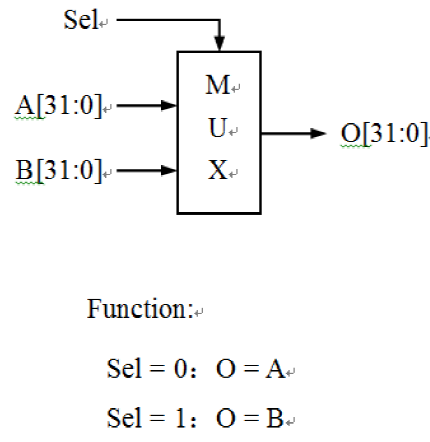 Sel
A[31:0]
B[31:0]
M
U
X
O[31:0]
Function:
Sel = 0： O = A
Sel = 1： O = B